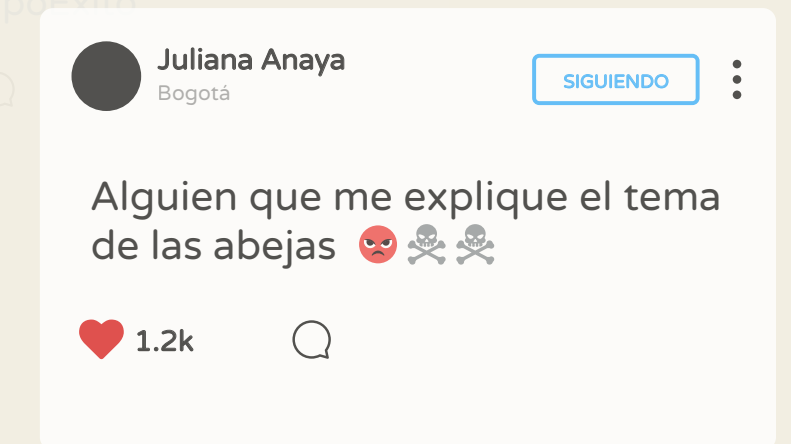 Juliana Anaya
Bogotá
SIGUIENDO
Alguien que me explique el tema
de las abejas 😡☠☠
1.2k